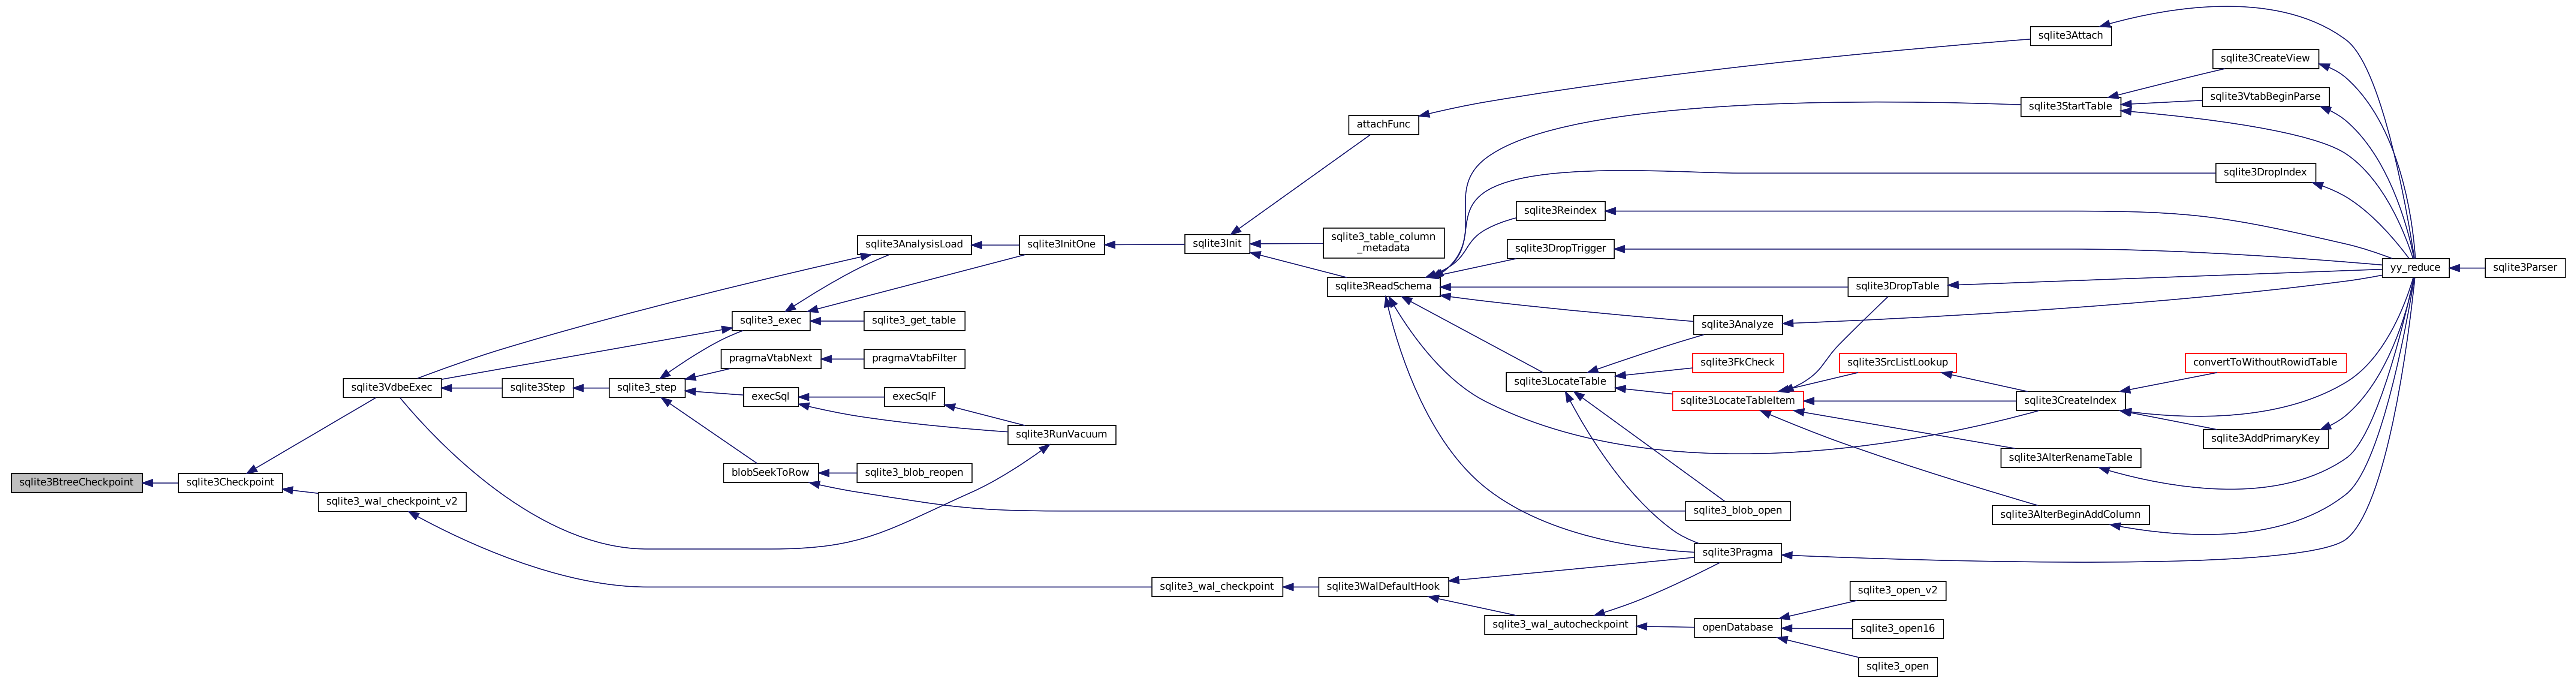 sqlite3BtreeCheckpoint
sqlite3Checkpoint
sqlite3VdbeExec
sqlite3_wal_checkpoint_v2
sqlite3Step
sqlite3_step
sqlite3AnalysisLoad
sqlite3_exec
sqlite3_get_table
pragmaVtabNext
pragmaVtabFilter
execSql
execSqlF
sqlite3RunVacuum
blobSeekToRow
sqlite3_blob_reopen
sqlite3InitOne
sqlite3Init
attachFunc
sqlite3_table_column
_metadata
sqlite3ReadSchema
sqlite3_wal_checkpoint
sqlite3WalDefaultHook
sqlite3_wal_autocheckpoint
sqlite3Reindex
sqlite3DropTrigger
sqlite3LocateTable
sqlite3Analyze
sqlite3FkCheck
sqlite3LocateTableItem
sqlite3_blob_open
sqlite3Pragma
openDatabase
sqlite3DropTable
sqlite3SrcListLookup
sqlite3_open_v2
sqlite3_open16
sqlite3_open
sqlite3Attach
sqlite3StartTable
sqlite3CreateIndex
sqlite3AlterRenameTable
sqlite3AlterBeginAddColumn
sqlite3CreateView
sqlite3VtabBeginParse
sqlite3DropIndex
convertToWithoutRowidTable
sqlite3AddPrimaryKey
yy_reduce
sqlite3Parser